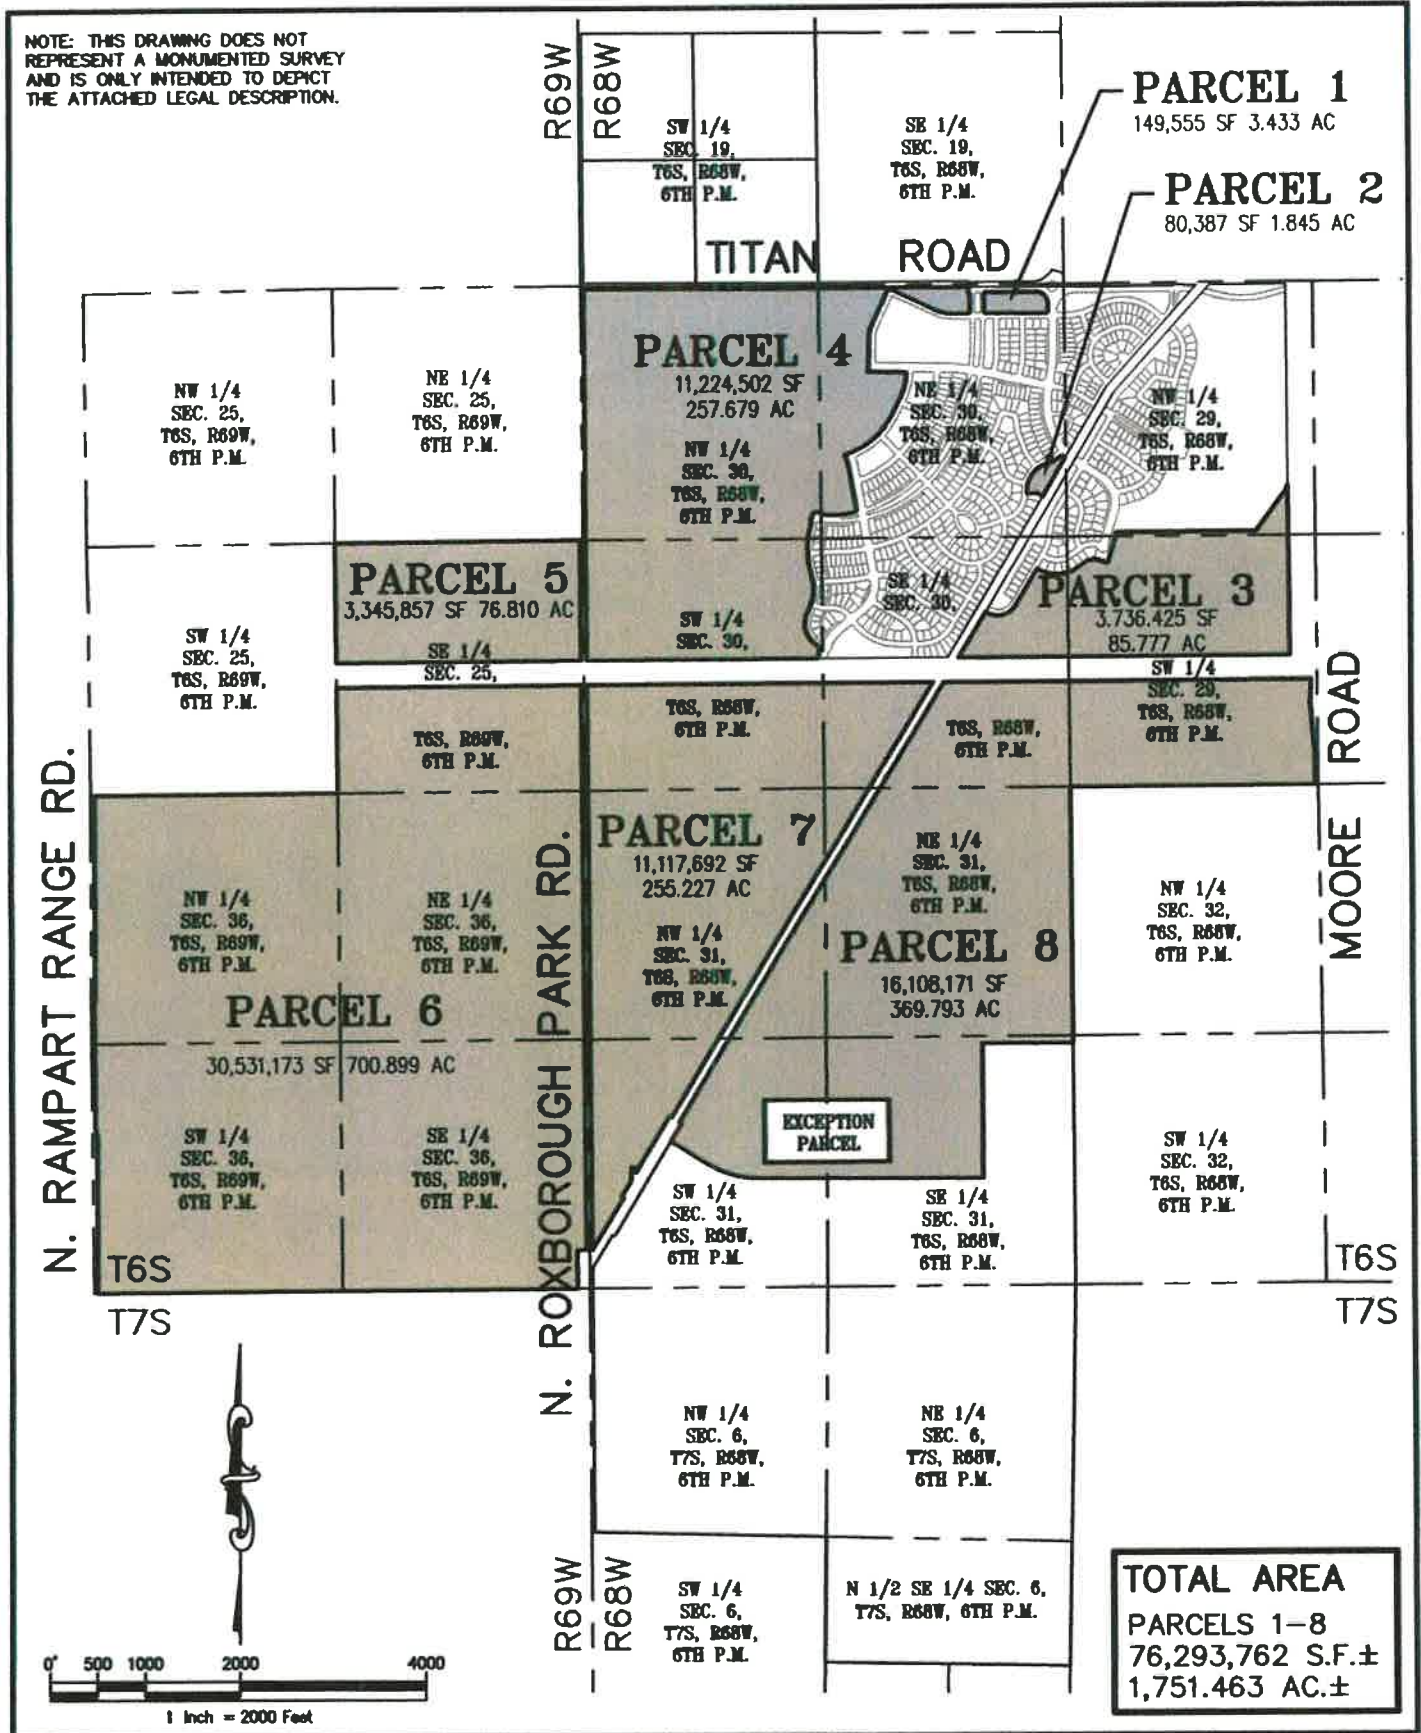 NOTE: THIS DRAWING DOES NOT
REPRESENT A MONUMENTED SURVEY
AND IS ONLY INTENDED TO DEPICT
THE ATTACHED LEGAL DESCRIPTION.
R69W
R68W
SW 1/4
SEC. 19,
T6S, R68W,
6TH P.M.
SE 1/4
SEC. 19,
T6S, R68W,
6TH P.M.
PARCEL 1
149,555 SF 3.433 AC
PARCEL 2
80,387 SF 1.845 AC
TITAN ROAD
NW 1/4
SEC. 25,
T6S, R69W,
6TH P.M.
NE 1/4
SEC. 25,
T6S, R69W,
6TH P.M.
PARCEL 4
11,224,502 SF
257.679 AC
NW 1/4
SEC. 30,
T6S, R68W,
6TH P.M.
NE 1/4
SEC. 30,
T6S, R68W,
6TH P.M.
NW 1/4
SEC. 29,
T6S, R68W,
6TH P.M.
SW 1/4
SEC. 25,
T6S, R69W,
6TH P.M.
PARCEL 5
3,345,857 SF 76.810 AC
SE 1/4
SEC. 25,
T6S, R69W,
6TH P.M.
SW 1/4
SEC. 30,
T6S, R68W,
6TH P.M.
SE 1/4
SEC. 30,
T6S, R68W,
6TH P.M.
PARCEL 3
3.736.425 SF
85.777 AC
SW 1/4
SEC. 29,
T6S, R68W,
6TH P.M.
MOORE ROAD
N. RAMPART RANGE RD.
N. ROXBOROUGH PARK RD.
PARCEL 7
11,117,692 SF
255.227 AC
NW 1/4
SEC. 31,
T6S, R68W,
6TH P.M.
NE 1/4
SEC. 31,
T6S, R68W,
6TH P.M.
PARCEL 8
16,108,171 SF
369.793 AC
NW 1/4
SEC. 32,
T6S, R68W,
6TH P.M.
NW 1/4
SEC. 36,
T6S, R69W,
6TH P.M.
NE 1/4
SEC. 36,
T6S, R69W,
6TH P.M.
PARCEL 6
30,531,173 SF 700.899 AC
SW 1/4
SEC. 36,
T6S, R69W,
6TH P.M.
SE 1/4
SEC. 36,
T6S, R69W,
6TH P.M.
EXCEPTION
PARCEL
SW 1/4
SEC. 31,
T6S, R68W,
6TH P.M.
SE 1/4
SEC. 31,
T6S, R68W,
6TH P.M.
SW 1/4
SEC. 32,
T6S, R68W,
6TH P.M.
T6S
T7S
T6S
T7S
NW 1/4
SEC. 6,
T7S, R68W,
6TH P.M.
NE 1/4
SEC. 6,
T7S, R68W,
6TH P.M.
R69W
R68W
SW 1/4
SEC. 6,
T7S, R68W,
6TH P.M.
N 1/2 SE 1/4 SEC. 6,
T7S, R68W, 6TH P.M.
0' 500 1000 2000 4000
1 Inch = 2000 Feet
TOTAL AREA
PARCELS 1-8
76,293,762 S.F.±
1,751.463 AC.±